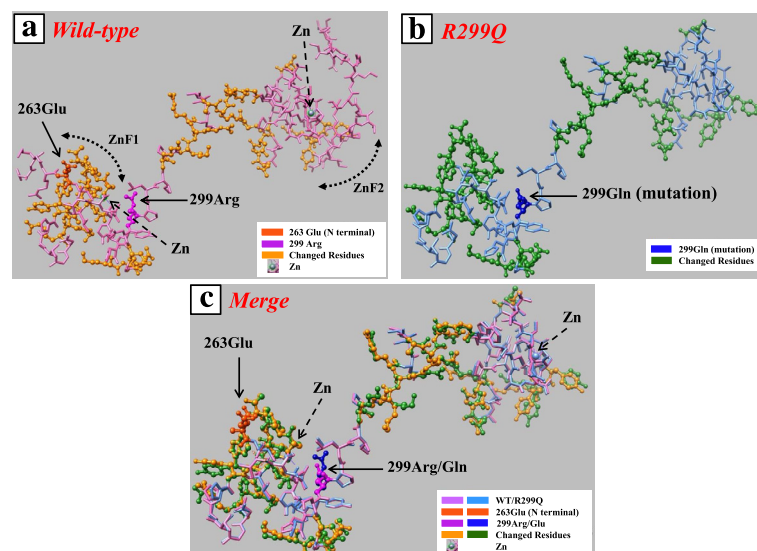 a Wild-type
Zn
263Glu
ZnF1
ZnF2
299Arg
Zn
263 Glu (N terminal)
299 Arg
Changed Residues
Zn
b R299Q
299Gln (mutation)
299Gln (mutation)
Changed Residues
c Merge
263Glu
Zn
Zn
299Arg/Gln
WT/R299Q
263Glu (N terminal)
299Arg/Glu
Changed Residues
Zn